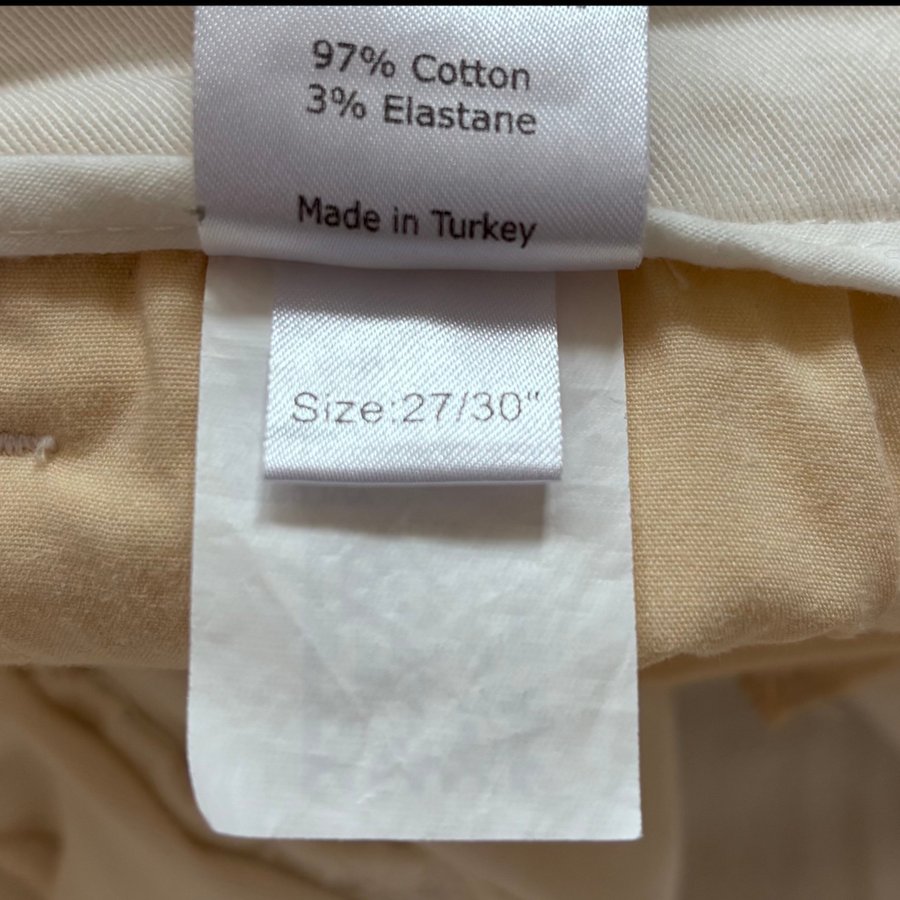 97% Cotton
3% Elastane
Made in Turkey
Size:27/30"